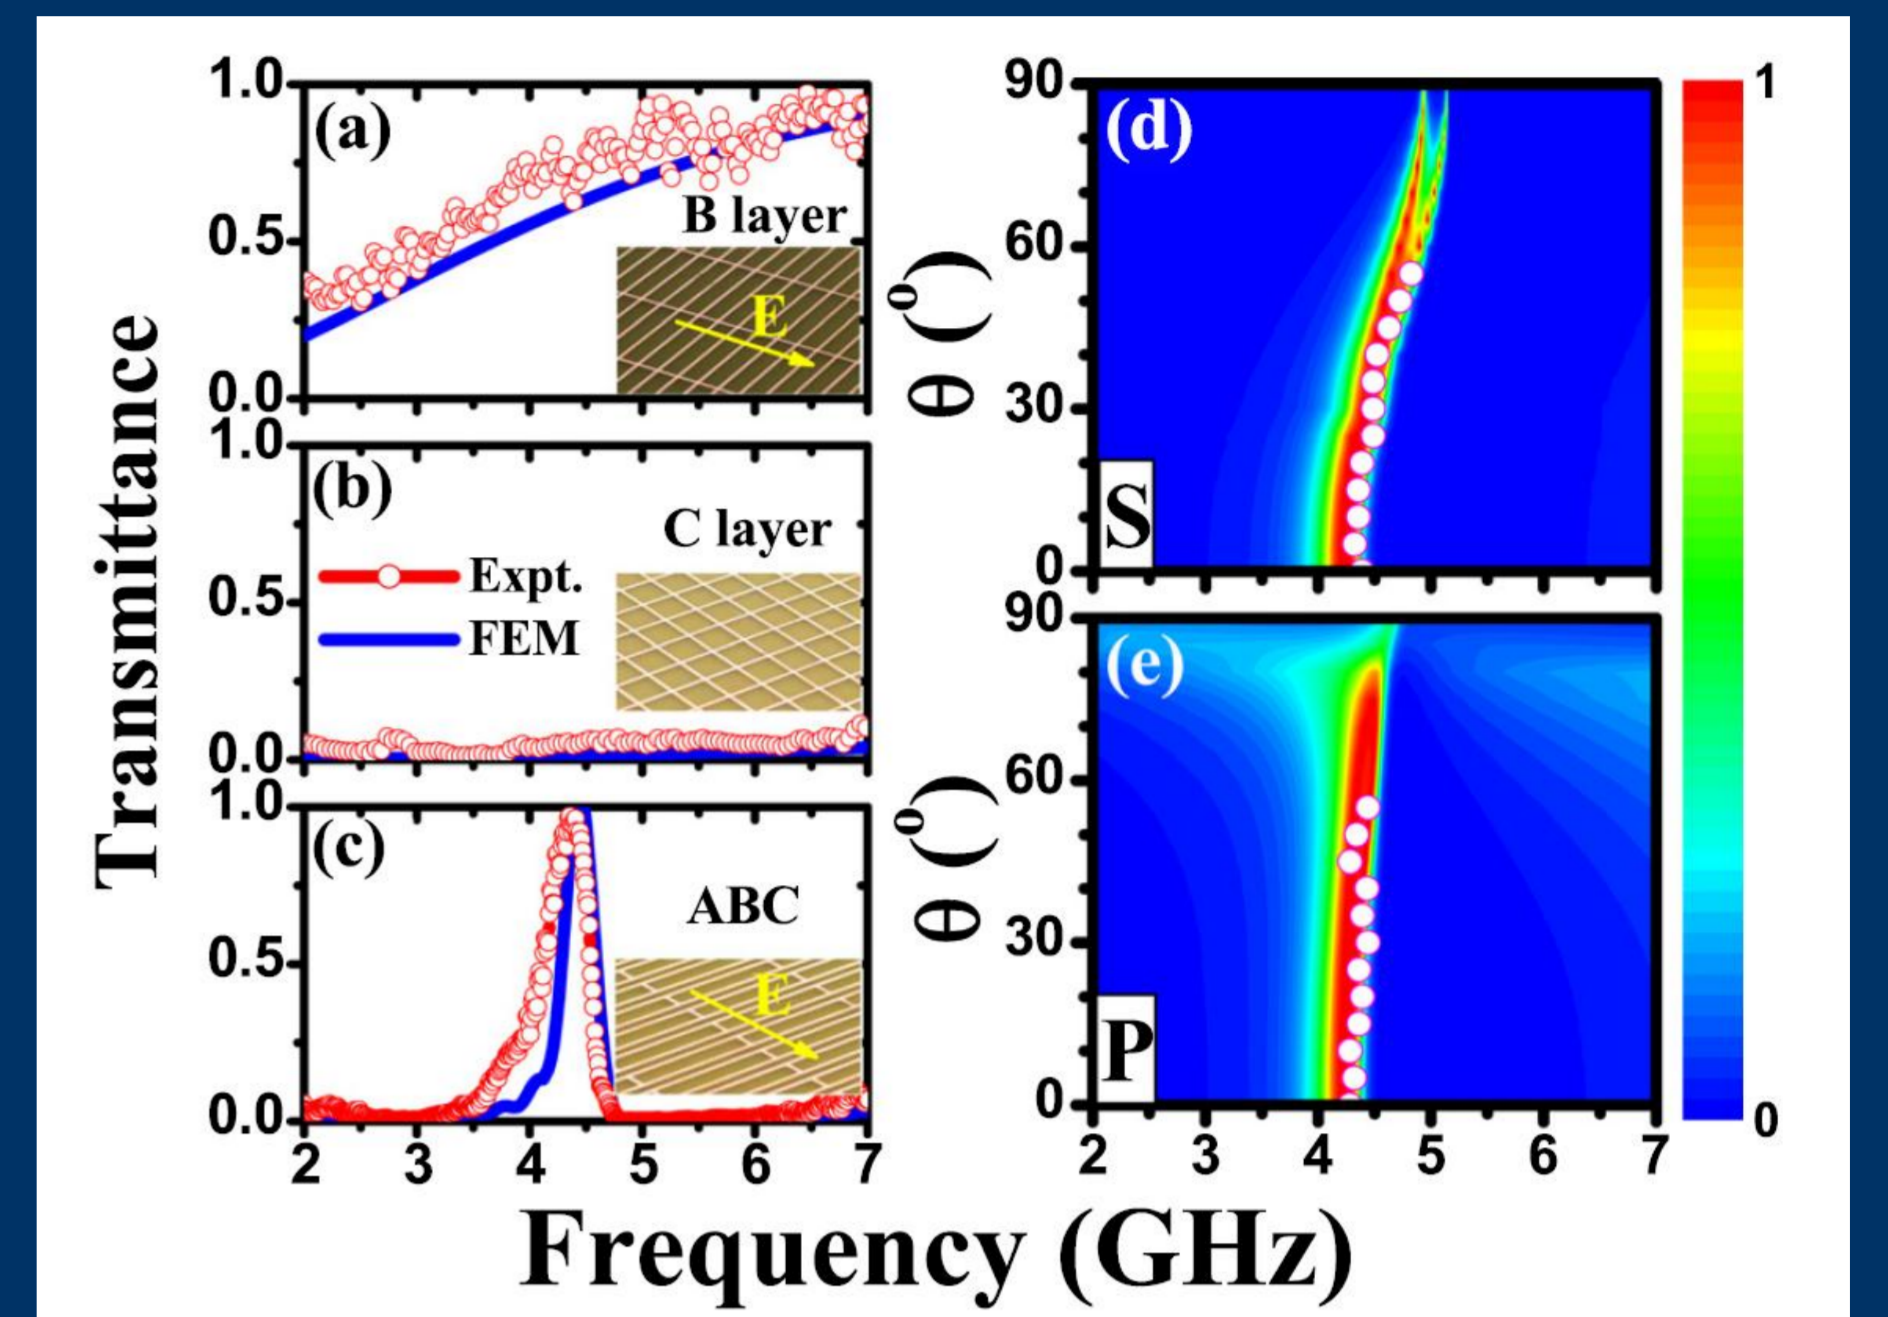 Transmittance
1.0
0.5
0.0
(a)
B layer
E
1.0
0.5
0.0
(b)
C layer
Expt.
FEM
1.0
0.5
0.0
(c)
ABC
E
2 3 4 5 6 7
θ (⁰)
90
60
30
0
(d)
S
θ (⁰)
90
60
30
0
(e)
P
2 3 4 5 6 7
1
0
Frequency (GHz)